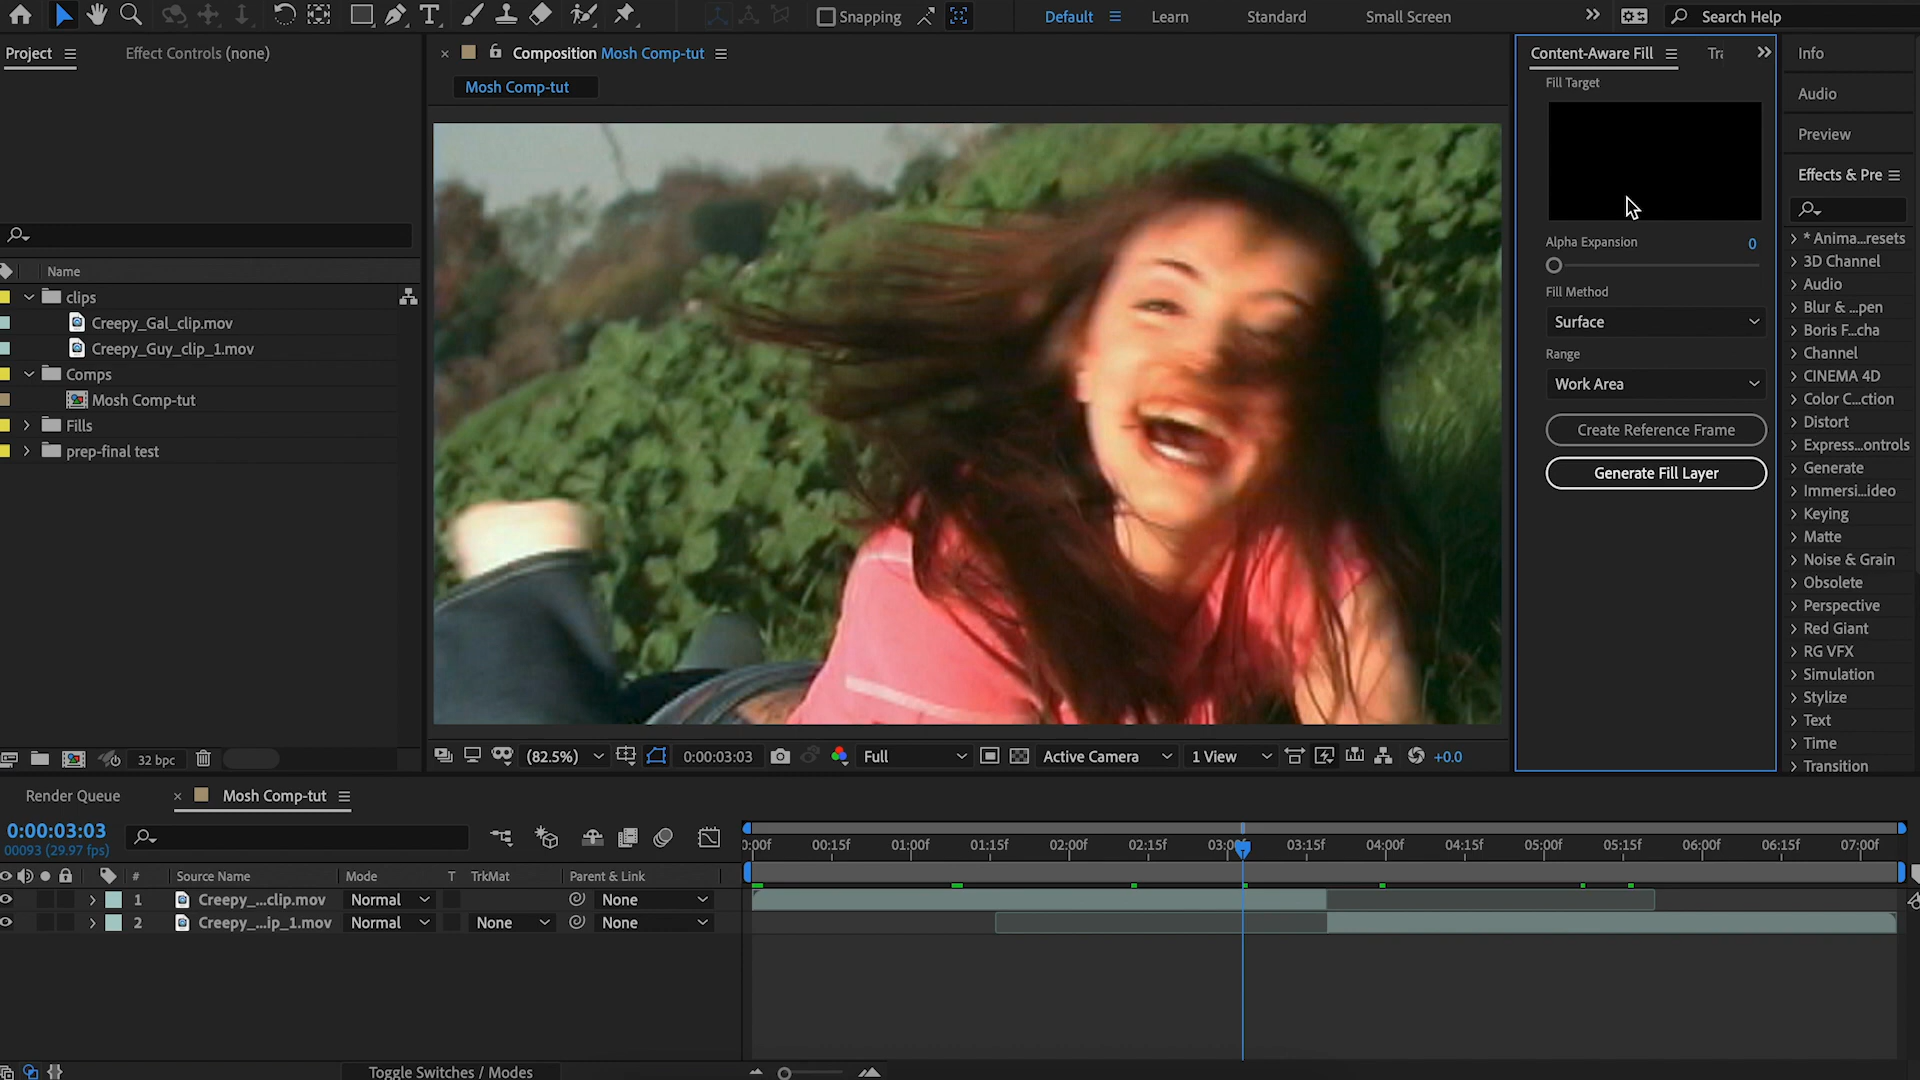 Snapping
Default
Learn
Standard
Small Screen
Search Help
Project
Effect Controls (none)
Composition Mosh Comp-tut
Mosh Comp-tut
Name
clips
Creepy_Gal_clip.mov
Creepy_Guy_clip_1.mov
Comps
Mosh Comp-tut
Fills
prep-final test
32 bpc
(82.5%)
0:00:03:03
Full
Active Camera
1 View
+0.0
Content-Aware Fill
Fill Target
Alpha Expansion
0
Fill Method
Surface
Range
Work Area
Create Reference Frame
Generate Fill Layer
Info
Audio
Preview
Effects & Pre
* Anima...resets
3D Channel
Audio
Blur & ...pen
Boris F...cha
Channel
CINEMA 4D
Color C...ction
Distort
Express...ontrols
Generate
Immersi...ideo
Keying
Matte
Noise & Grain
Obsolete
Perspective
Red Giant
RG VFX
Simulation
Stylize
Text
Time
Transition
Render Queue
Mosh Comp-tut
0:00:03:03
00093 (29.97 fps)
# Source Name Mode T TrkMat Parent & Link
1 Creepy_...clip.mov Normal None
2 Creepy_...ip_1.mov Normal None None
00:15f 01:00f 01:15f 02:00f 02:15f 03:00f 03:15f 04:00f 04:15f 05:00f 05:15f 06:00f 06:15f 07:00f
Toggle Switches / Modes